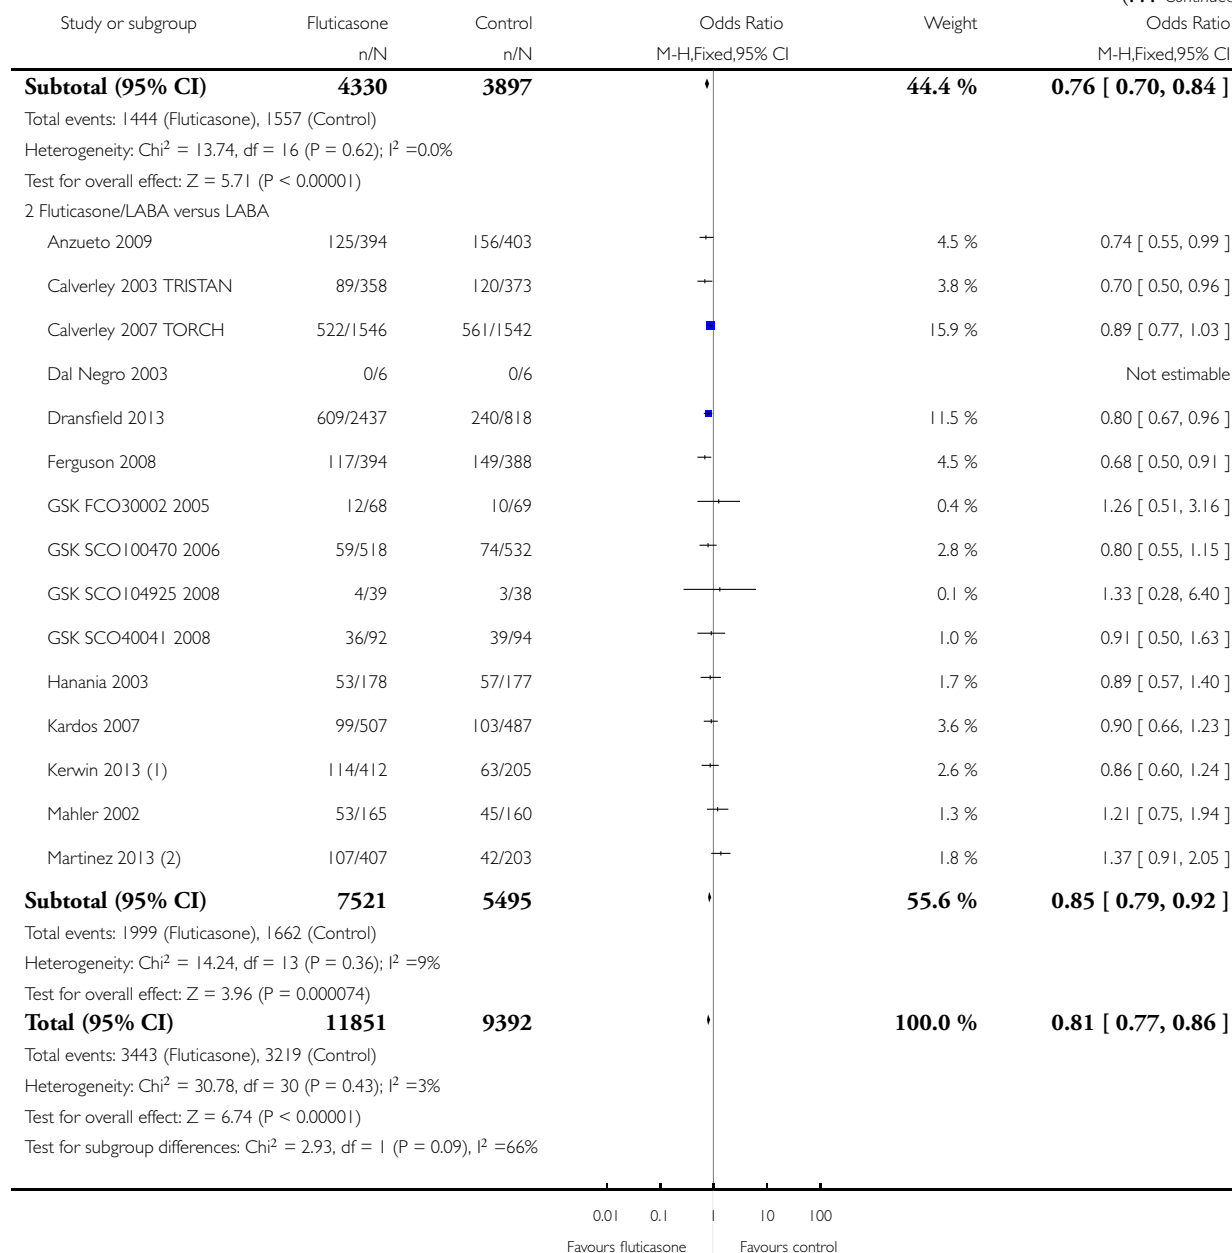 (. . . Continued
Study or subgroup Fluticasone Control Odds Ratio Weight Odds Ratio
n/N n/N M-H,Fixed,95% CI M-H,Fixed,95% CI
Subtotal (95% CI) 4330 3897 44.4 % 0.76 [ 0.70, 0.84 ]
Total events: 1444 (Fluticasone), 1557 (Control)
Heterogeneity: Chi² = 13.74, df = 16 (P = 0.62); I² =0.0%
Test for overall effect: Z = 5.71 (P < 0.00001)
2 Fluticasone/LABA versus LABA
Anzueto 2009 125/394 156/403 4.5 % 0.74 [ 0.55, 0.99 ]
Calverley 2003 TRISTAN 89/358 120/373 3.8 % 0.70 [ 0.50, 0.96 ]
Calverley 2007 TORCH 522/1546 561/1542 15.9 % 0.89 [ 0.77, 1.03 ]
Dal Negro 2003 0/6 0/6 Not estimable
Dransfield 2013 609/2437 240/818 11.5 % 0.80 [ 0.67, 0.96 ]
Ferguson 2008 117/394 149/388 4.5 % 0.68 [ 0.50, 0.91 ]
GSK FCO30002 2005 12/68 10/69 0.4 % 1.26 [ 0.51, 3.16 ]
GSK SCO100470 2006 59/518 74/532 2.8 % 0.80 [ 0.55, 1.15 ]
GSK SCO104925 2008 4/39 3/38 0.1 % 1.33 [ 0.28, 6.40 ]
GSK SCO40041 2008 36/92 39/94 1.0 % 0.91 [ 0.50, 1.63 ]
Hanania 2003 53/178 57/177 1.7 % 0.89 [ 0.57, 1.40 ]
Kardos 2007 99/507 103/487 3.6 % 0.90 [ 0.66, 1.23 ]
Kerwin 2013 (1) 114/412 63/205 2.6 % 0.86 [ 0.60, 1.24 ]
Mahler 2002 53/165 45/160 1.3 % 1.21 [ 0.75, 1.94 ]
Martinez 2013 (2) 107/407 42/203 1.8 % 1.37 [ 0.91, 2.05 ]
Subtotal (95% CI) 7521 5495 55.6 % 0.85 [ 0.79, 0.92 ]
Total events: 1999 (Fluticasone), 1662 (Control)
Heterogeneity: Chi² = 14.24, df = 13 (P = 0.36); I² =9%
Test for overall effect: Z = 3.96 (P = 0.000074)
Total (95% CI) 11851 9392 100.0 % 0.81 [ 0.77, 0.86 ]
Total events: 3443 (Fluticasone), 3219 (Control)
Heterogeneity: Chi² = 30.78, df = 30 (P = 0.43); I² =3%
Test for overall effect: Z = 6.74 (P < 0.00001)
Test for subgroup differences: Chi² = 2.93, df = 1 (P = 0.09), I² =66%
0.01 0.1 1 10 100
Favours fluticasone Favours control